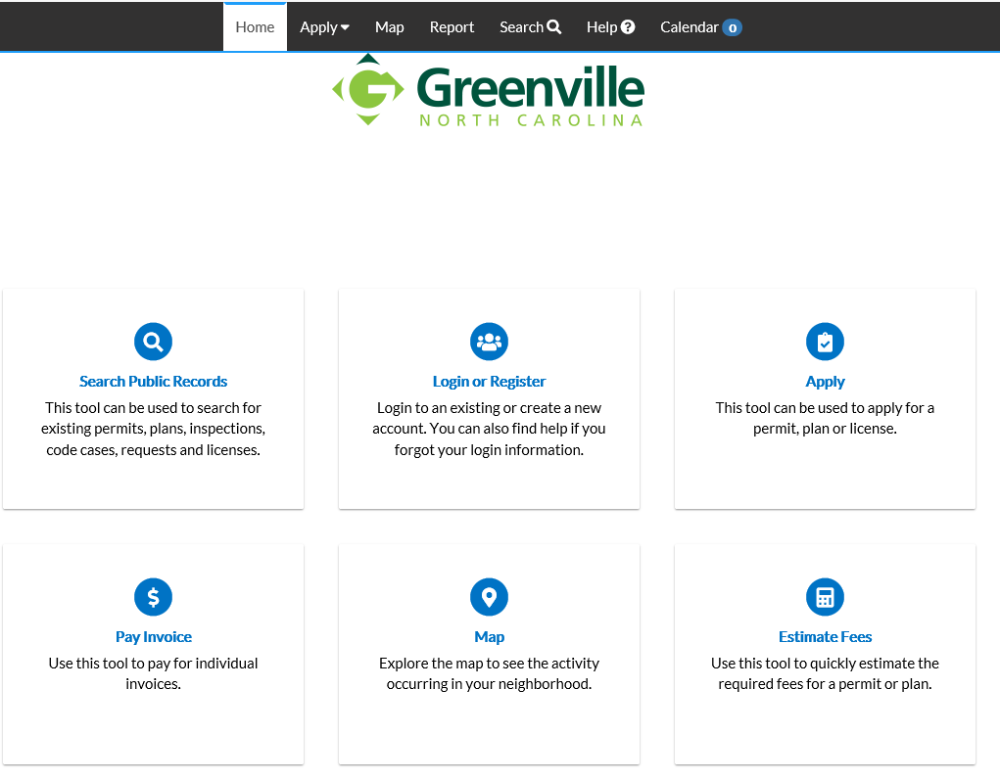 Home Apply Map Report Search Help Calendar 0
Greenville
NORTH CAROLINA
Search Public Records
This tool can be used to search for
existing permits, plans, inspections,
code cases, requests and licenses.
Login or Register
Login to an existing or create a new
account. You can also find help if you
forgot your login information.
Apply
This tool can be used to apply for a
permit, plan or license.
Pay Invoice
Use this tool to pay for individual
invoices.
Map
Explore the map to see the activity
occurring in your neighborhood.
Estimate Fees
Use this tool to quickly estimate the
required fees for a permit or plan.